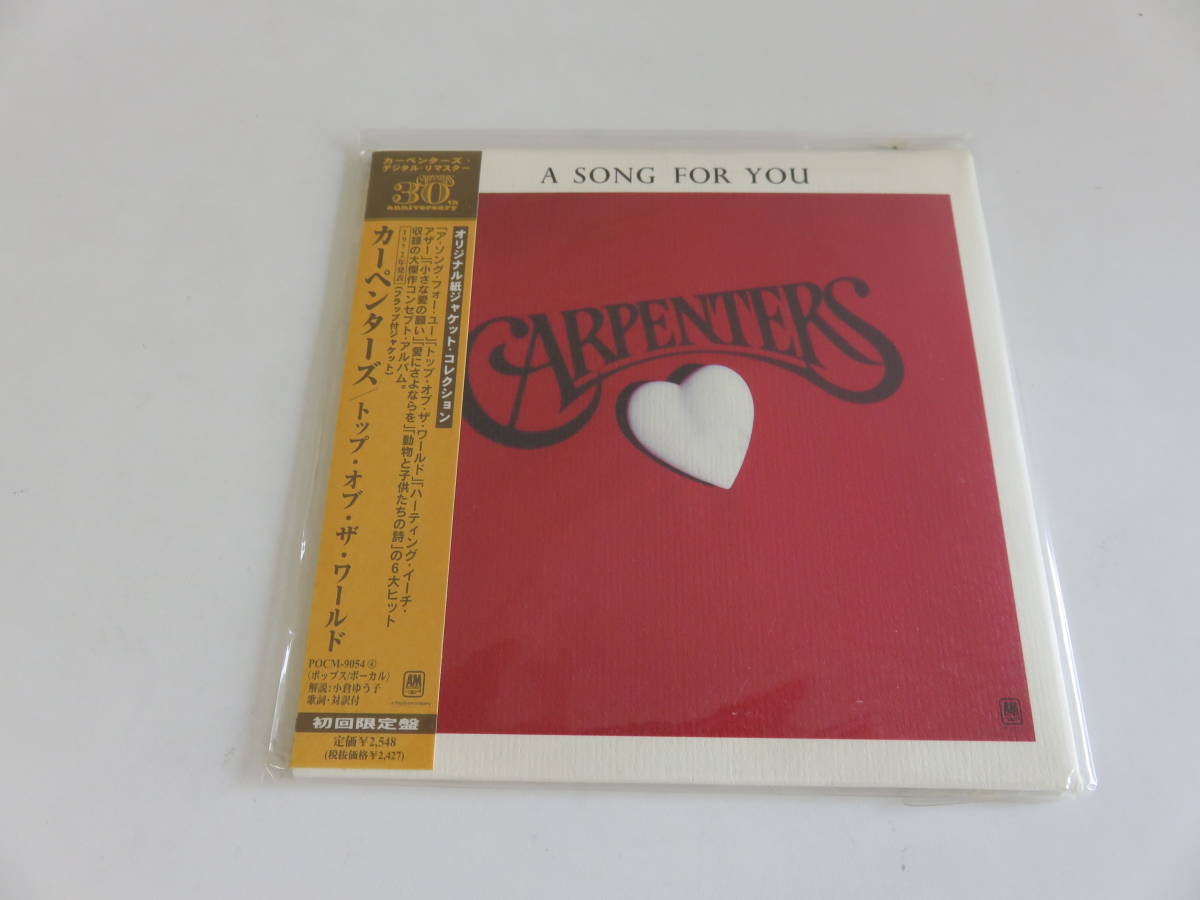 カーペンターズ・
デジタル・リマスター
30th
anniversary
オリジナル紙ジャケット・コレクション
「ア・ソング・フォー・ユー」「トップ・オブ・ザ・ワールド」「ハーティング・イーチ・
アザー」「小さな愛の願い」「愛にさよならを」「動物と子供たちの詩」の6大ヒット
収録の大傑作コンセプト・アルバム。
1972年発表 (フラップ付ジャケット)
カーペンターズ/トップ・オブ・ザ・ワールド
POCM-9054 ④
(ポップス/ボーカル)
解説:小倉ゆう子
歌詞・対訳付
AM
初回限定盤
定価¥2,548
(税抜価格¥2,427)
A SONG FOR YOU
CARPENTERS
AM